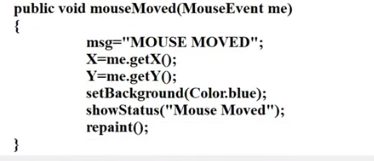 public void mouseMoved(MouseEvent me)
{
msg="MOUSE MOVED";
X=me.getX();
Y=me.getY();
setBackground(Color.blue);
showStatus("Mouse Moved");
repaint();
}